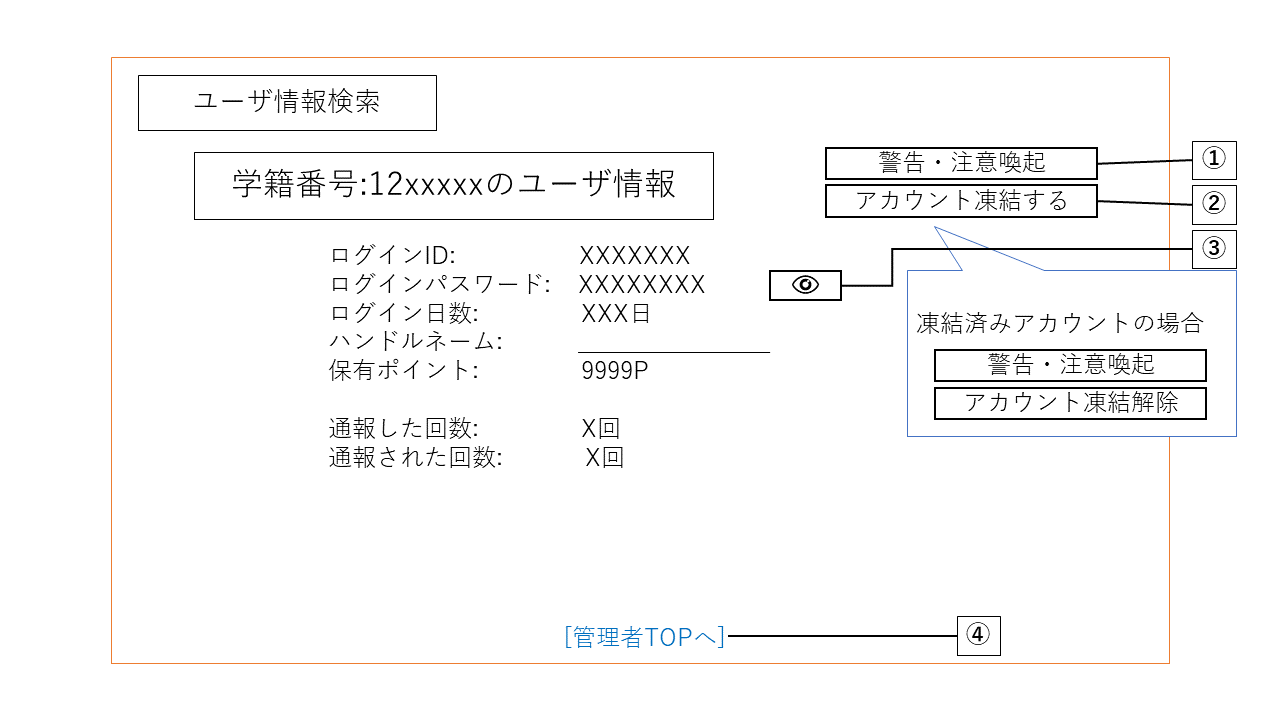 ユーザ情報検索
学籍番号:12xxxxxのユーザ情報
警告・注意喚起
①
アカウント凍結する
②
③
ログインID: XXXXXXX
ログインパスワード: XXXXXXXX
ログイン日数: XXX日
ハンドルネーム:
保有ポイント: 9999P
通報した回数: X回
通報された回数: X回
凍結済みアカウントの場合
警告・注意喚起
アカウント凍結解除
[管理者TOPへ]
④